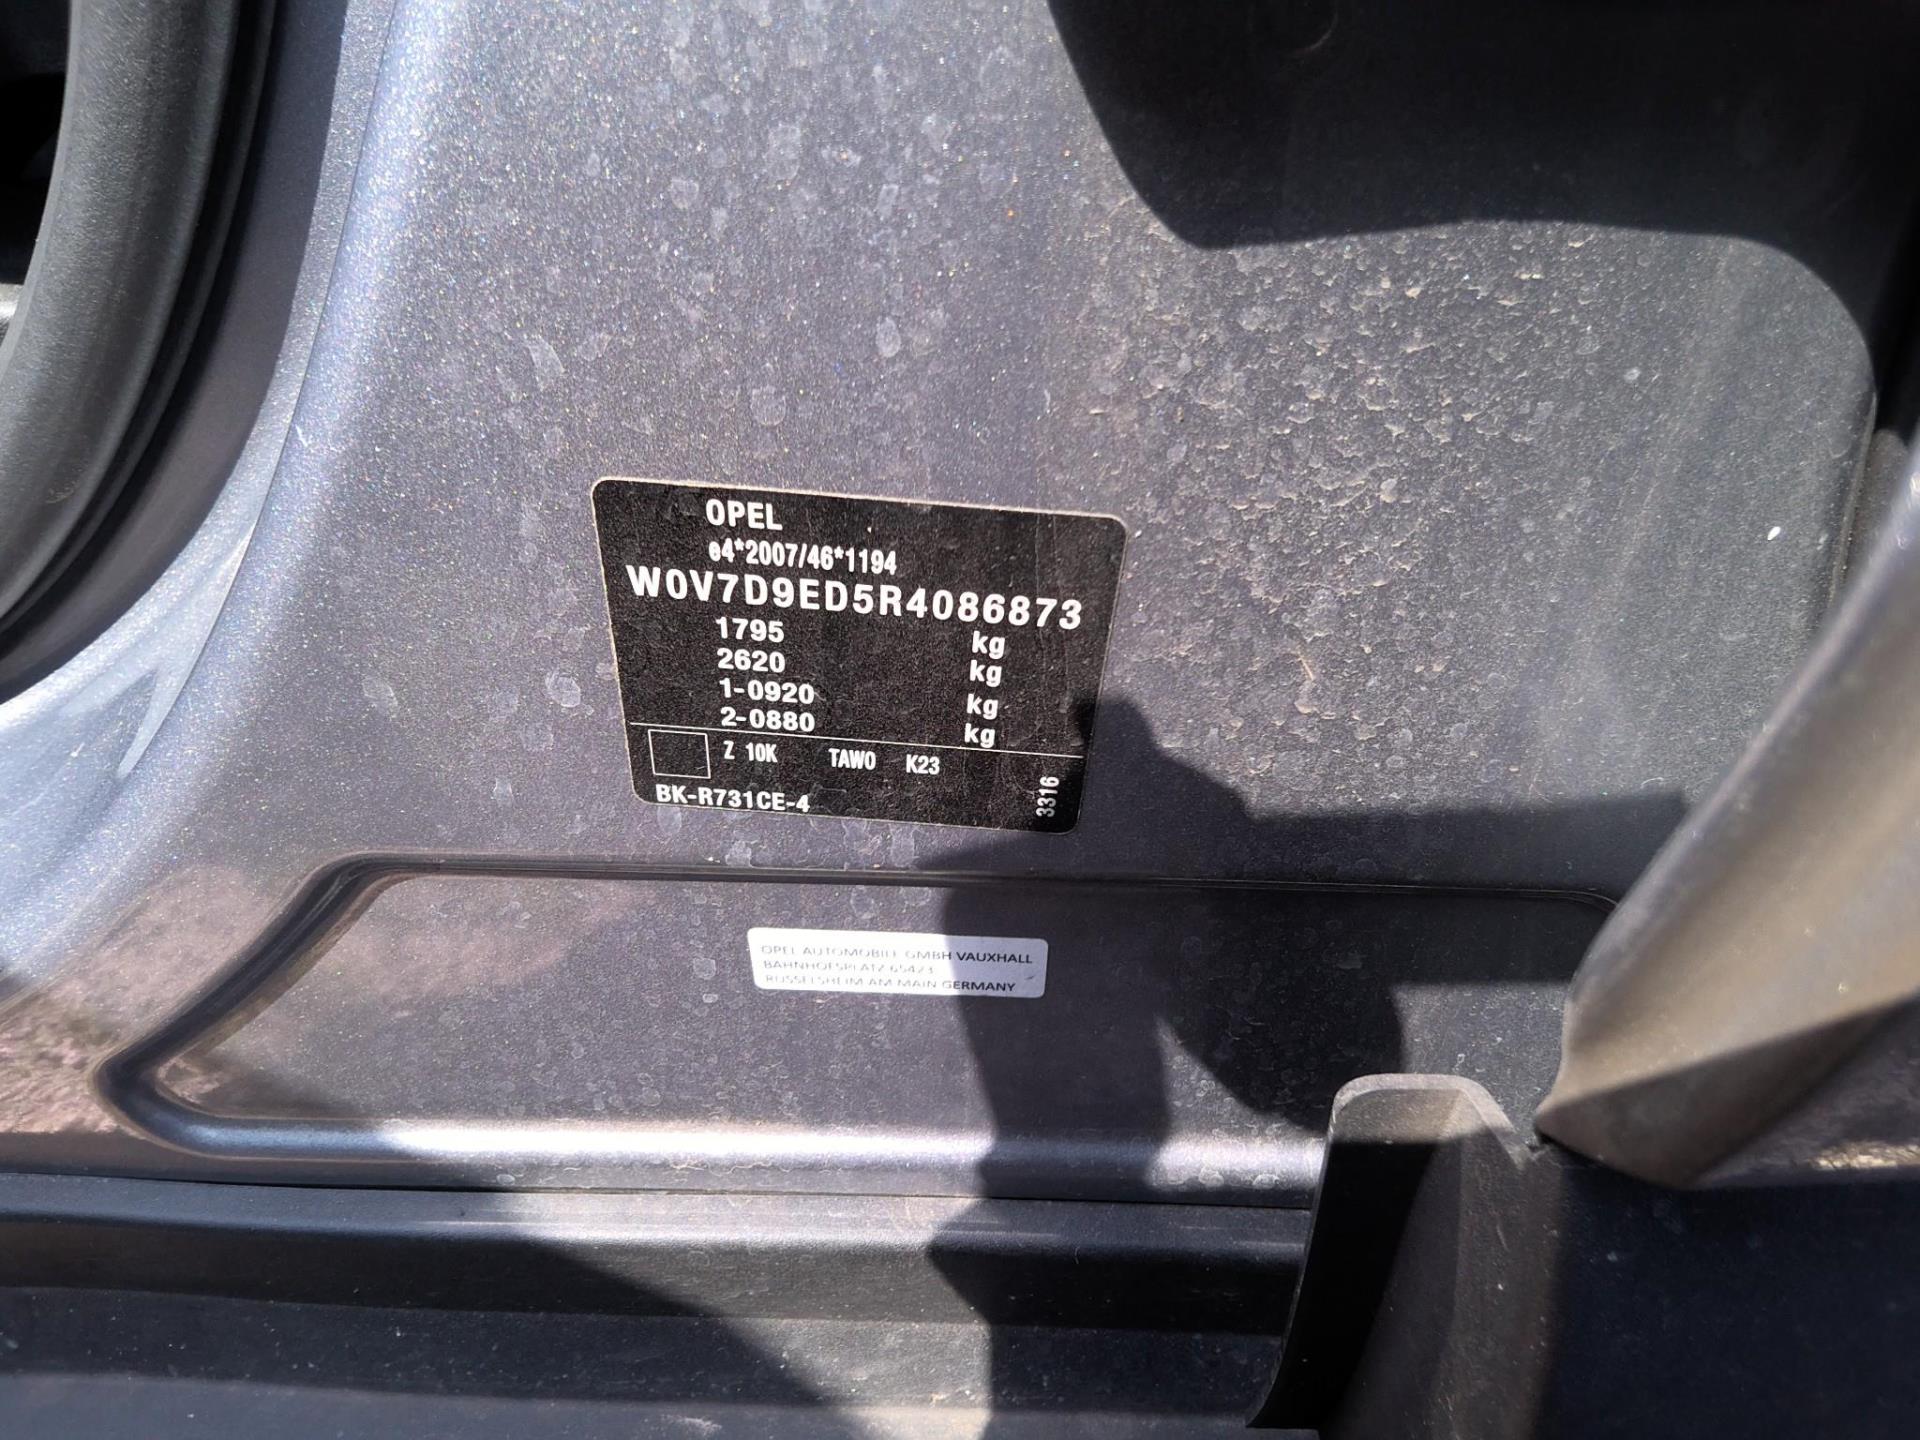 OPEL
e4*2007/46*1194
W0V7D9ED5R4086873
1795 kg
2620 kg
1-0920 kg
2-0880 kg
Z 10K TAW0 K23
BK-R731CE-4
3316
OPEL AUTOMOBILE GMBH VAUXHALL
BAHNHOFSPLATZ 65423
RUSSELSHEIM AM MAIN GERMANY